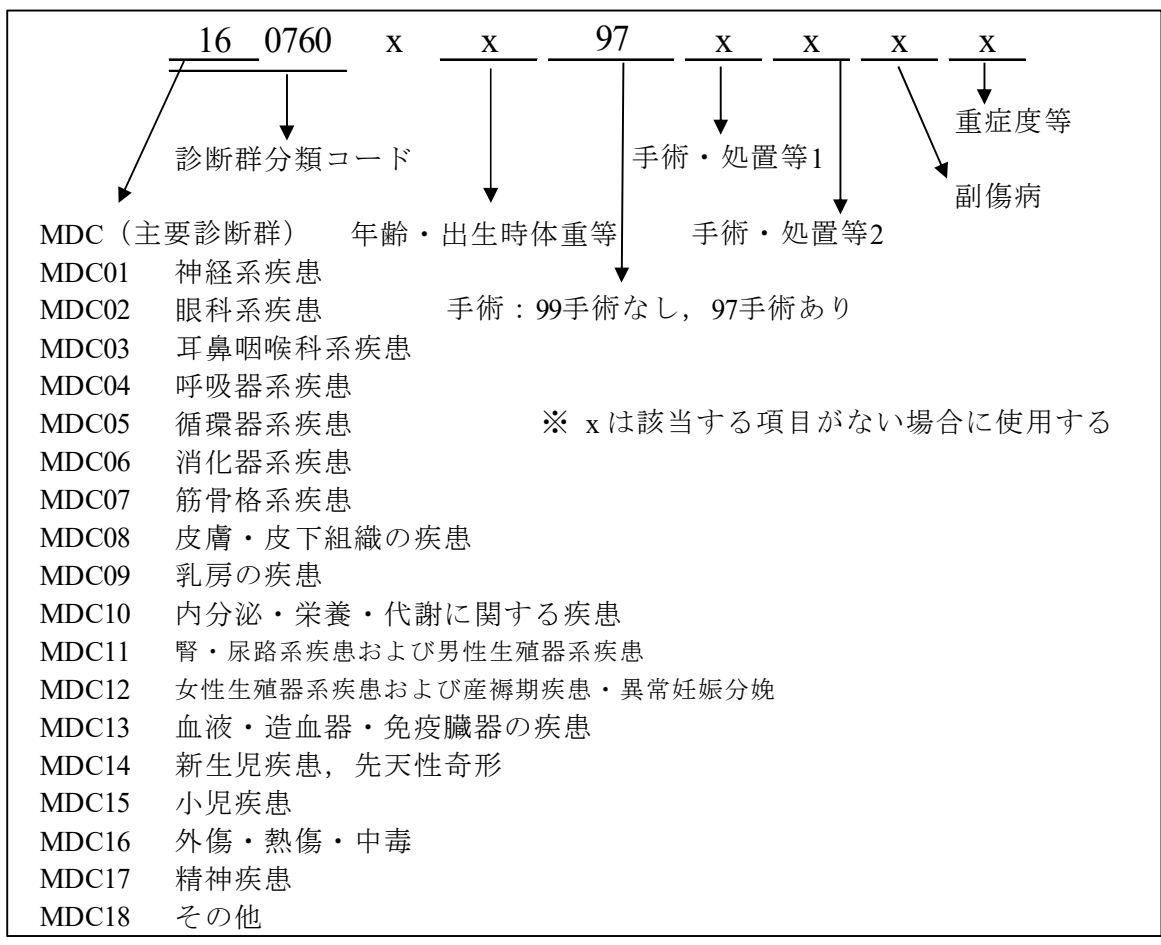 16 0760 x x 97 x x x x
重症度等
診断群分類コード 手術・処置等1
副傷病
MDC（主要診断群） 年齢・出生時体重等 手術・処置等2
MDC01 神経系疾患
MDC02 眼科系疾患 手術：99手術なし，97手術あり
MDC03 耳鼻咽喉科系疾患
MDC04 呼吸器系疾患
MDC05 循環器系疾患 ※ xは該当する項目がない場合に使用する
MDC06 消化器系疾患
MDC07 筋骨格系疾患
MDC08 皮膚・皮下組織の疾患
MDC09 乳房の疾患
MDC10 内分泌・栄養・代謝に関する疾患
MDC11 腎・尿路系疾患および男性生殖器系疾患
MDC12 女性生殖器系疾患および産褥期疾患・異常妊娠分娩
MDC13 血液・造血器・免疫臓器の疾患
MDC14 新生児疾患，先天性奇形
MDC15 小児疾患
MDC16 外傷・熱傷・中毒
MDC17 精神疾患
MDC18 その他